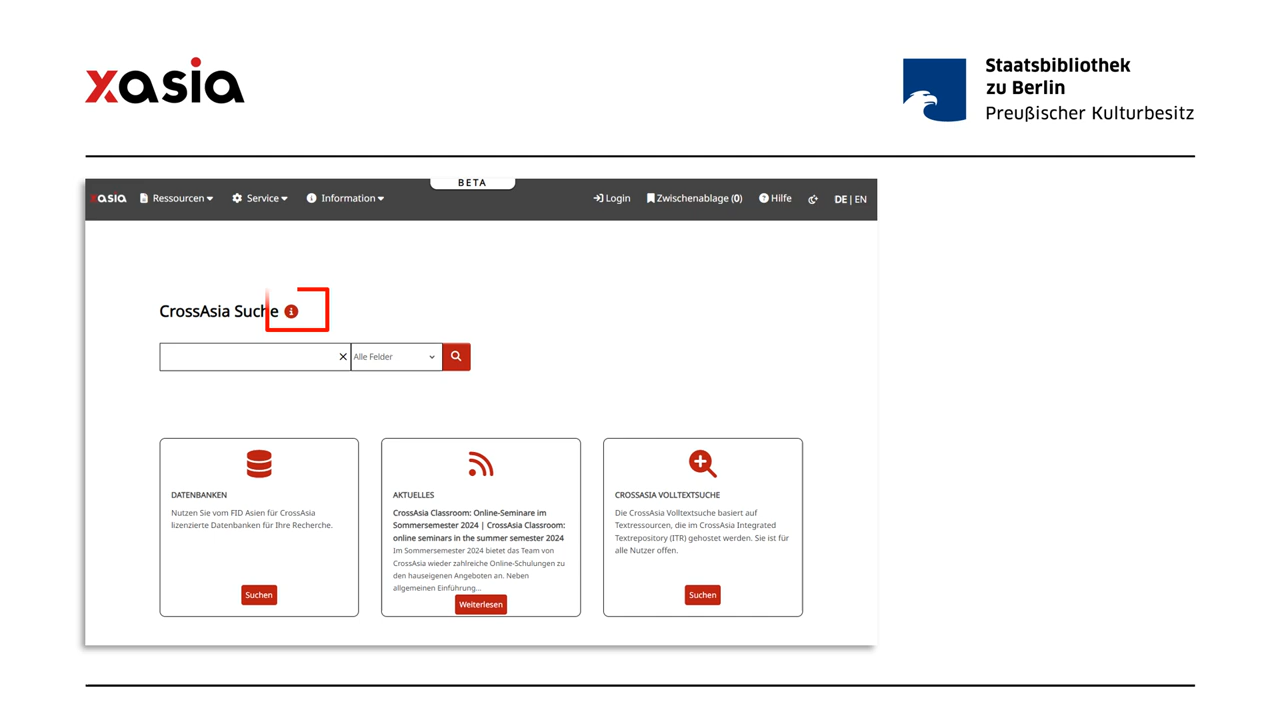 xasia
Staatsbibliothek
zu Berlin
Preußischer Kulturbesitz
BETA
xasia Ressourcen Service Information Login Zwischenablage (0) Hilfe DE | EN
CrossAsia Suche
Alle Felder
DATENBANKEN
Nutzen Sie vom FID Asien für CrossAsia
lizenzierte Datenbanken für Ihre Recherche.
Suchen
AKTUELLES
CrossAsia Classroom: Online-Seminare im
Sommersemester 2024 | CrossAsia Classroom:
online seminars in the summer semester 2024
Im Sommersemester 2024 bietet das Team von
CrossAsia wieder zahlreiche Online-Schulungen zu
den hauseigenen Angeboten an. Neben
allgemeinen Einführung...
Weiterlesen
CROSSASIA VOLLTEXTSUCHE
Die CrossAsia Volltextsuche basiert auf
Textressourcen, die im CrossAsia Integrated
Textrepository (ITR) gehostet werden. Sie ist für
alle Nutzer offen.
Suchen